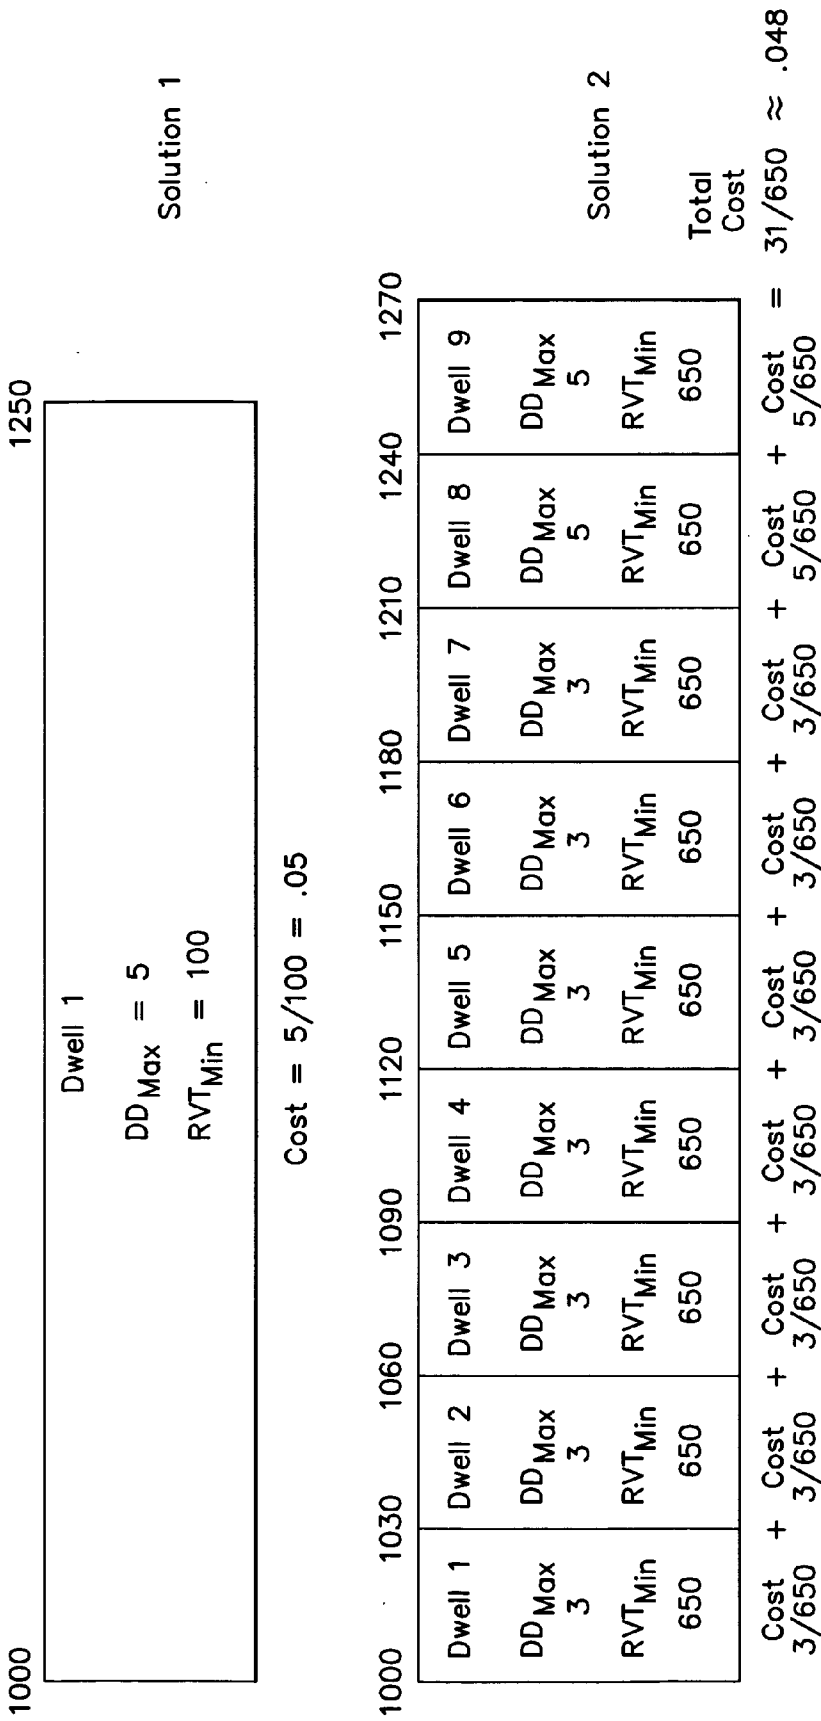 1000 1250
Dwell 1
DD Max = 5
RVT Min = 100
Cost = 5/100 = .05
Solution 1
1000 1030 1060 1090 1120 1150 1180 1210 1240 1270
Dwell 1 Dwell 2 Dwell 3 Dwell 4 Dwell 5 Dwell 6 Dwell 7 Dwell 8 Dwell 9
DD Max DD Max DD Max DD Max DD Max DD Max DD Max DD Max DD Max
3 3 3 3 3 3 3 5 5
RVT Min RVT Min RVT Min RVT Min RVT Min RVT Min RVT Min RVT Min RVT Min
650 650 650 650 650 650 650 650 650
Solution 2
Total
Cost
Cost + Cost + Cost + Cost + Cost + Cost + Cost + Cost + Cost = 31/650 ≈ .048
3/650 3/650 3/650 3/650 3/650 3/650 3/650 5/650 5/650